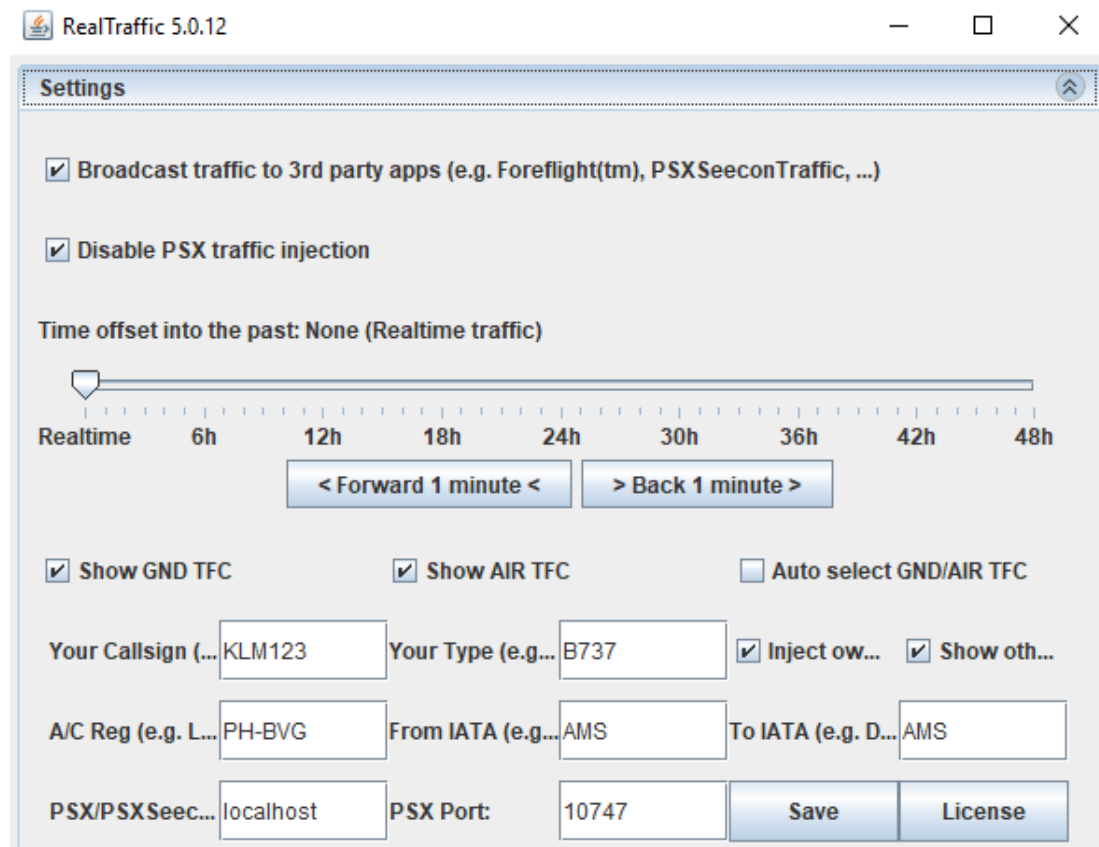 RealTraffic 5.0.12
Settings
Broadcast traffic to 3rd party apps (e.g. Foreflight(tm), PSXSeeconTraffic, ...)
Disable PSX traffic injection
Time offset into the past: None (Realtime traffic)
Realtime 6h 12h 18h 24h 30h 36h 42h 48h
< Forward 1 minute < > Back 1 minute >
Show GND TFC Show AIR TFC Auto select GND/AIR TFC
Your Callsign (... KLM123 Your Type (e.g... B737 Inject ow... Show oth...
A/C Reg (e.g. L... PH-BVG From IATA (e.g... AMS To IATA (e.g. D... AMS
PSX/PSXSeec... localhost PSX Port: 10747 Save License